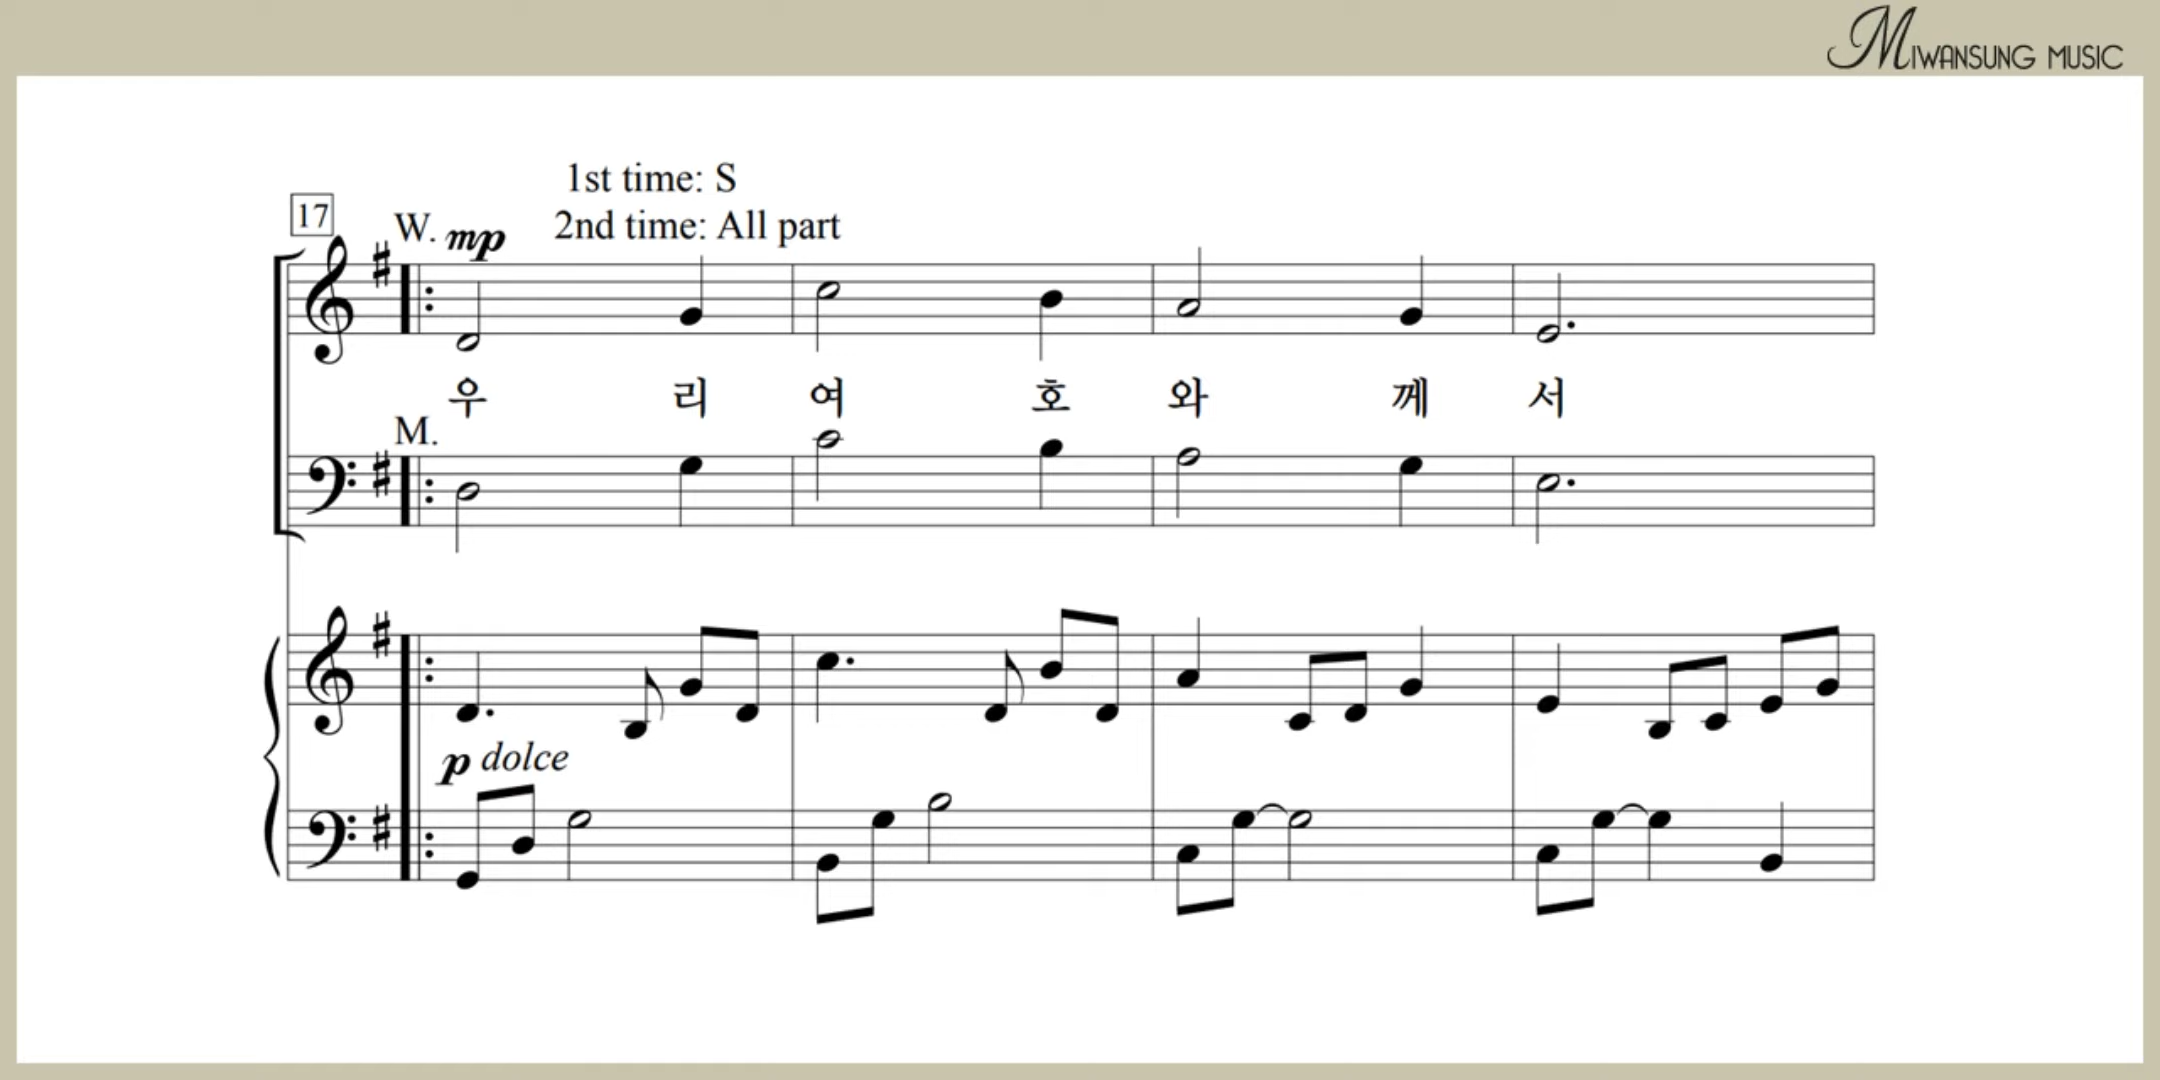 MIWANSUNG MUSIC
1st time: S
17
W. mp 2nd time: All part
우 리 여 호 와 께 서
M.
p dolce